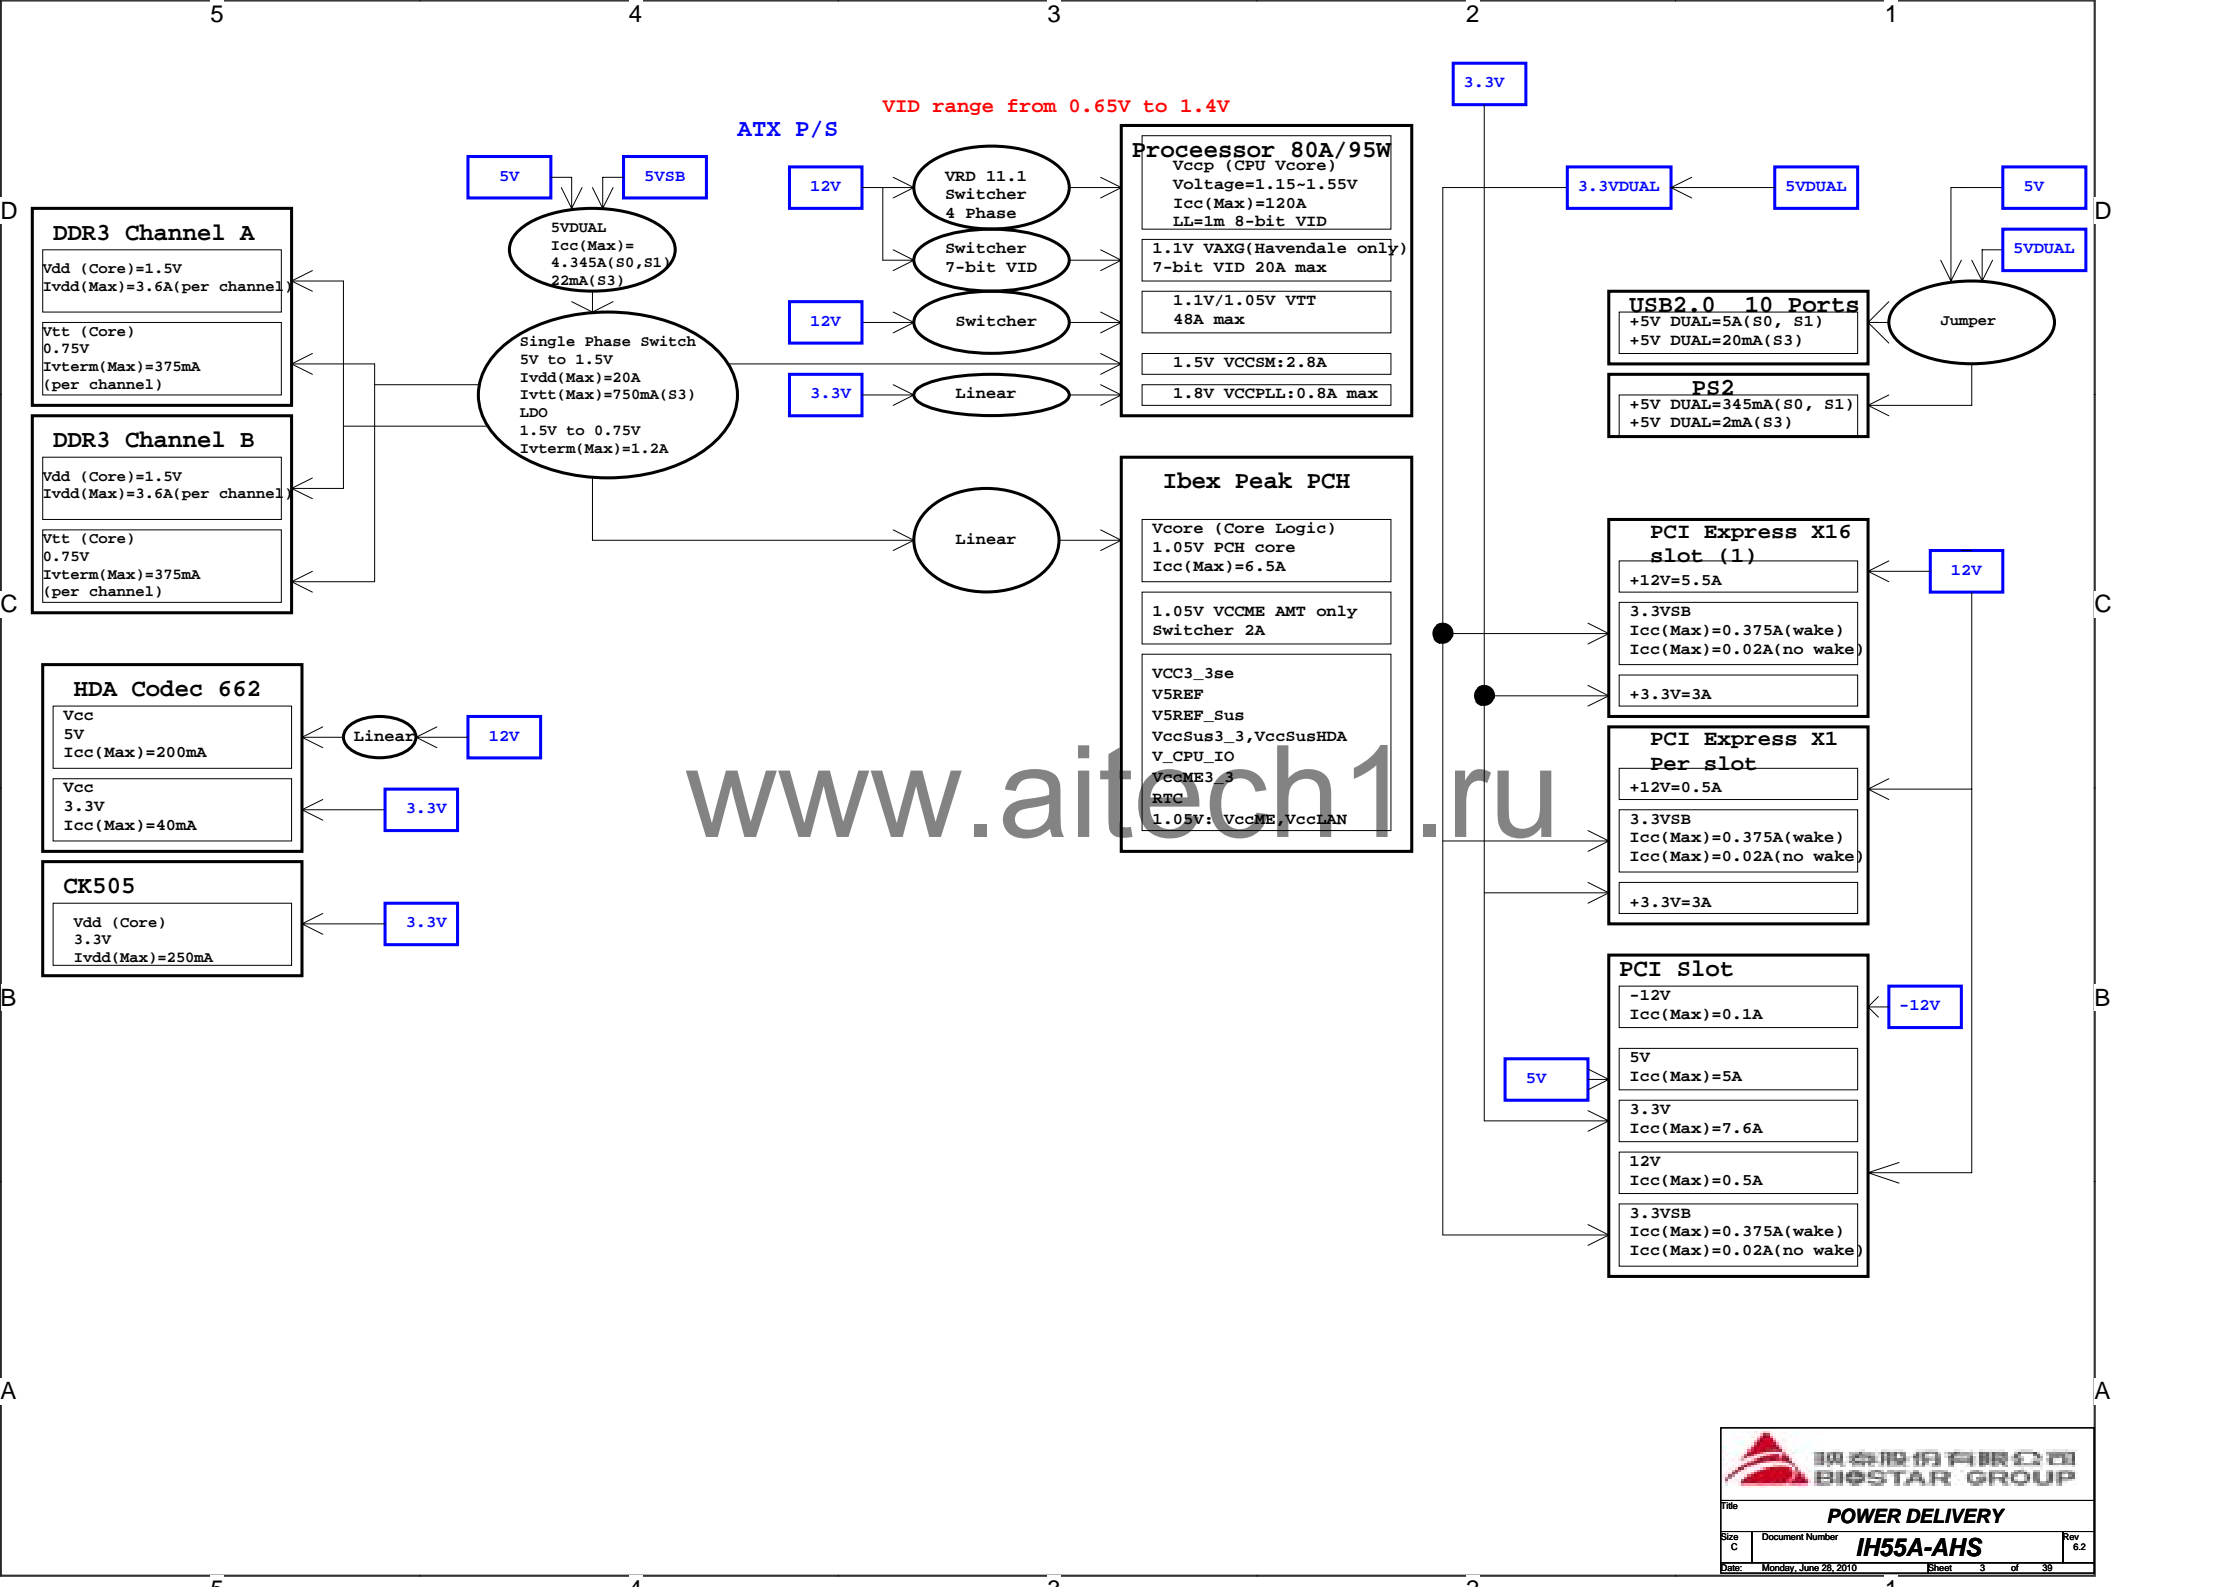 5 4 3 2 1
3.3V
VID range from 0.65V to 1.4V
ATX P/S
5V
5VSB
12V
VRD 11.1
Switcher
4 Phase
Switcher
7-bit VID
12V
Switcher
3.3V
Linear
Proceessor 80A/95W
Vccp (CPU Vcore)
Voltage=1.15~1.55V
Icc(Max)=120A
LL=1m 8-bit VID
1.1V VAXG(Havendale only)
7-bit VID 20A max
1.1V/1.05V VTT
48A max
1.5V VCCSM:2.8A
1.8V VCCPLL:0.8A max
3.3VDUAL
5VDUAL
5V
5VDUAL
Jumper
D
D
5VDUAL
Icc(Max)=
4.345A(S0,S1)
22mA(S3)
Single Phase Switch
5V to 1.5V
Ivdd(Max)=20A
Ivtt(Max)=750mA(S3)
LDO
1.5V to 0.75V
Ivterm(Max)=1.2A
DDR3 Channel A
Vdd (Core)=1.5V
Ivdd(Max)=3.6A(per channel)
Vtt (Core)
0.75V
Ivterm(Max)=375mA
(per channel)
DDR3 Channel B
Vdd (Core)=1.5V
Ivdd(Max)=3.6A(per channel)
Vtt (Core)
0.75V
Ivterm(Max)=375mA
(per channel)
USB2.0 10 Ports
+5V DUAL=5A(S0, S1)
+5V DUAL=20mA(S3)
PS2
+5V DUAL=345mA(S0, S1)
+5V DUAL=2mA(S3)
Linear
Ibex Peak PCH
Vcore (Core Logic)
1.05V PCH core
Icc(Max)=6.5A
1.05V VCCME AMT only
Switcher 2A
VCC3_3se
V5REF
V5REF_Sus
VccSus3_3,VccSusHDA
V_CPU_IO
VccME3_3
RTC
1.05V: VccME,VccLAN
PCI Express X16
slot (1)
+12V=5.5A
3.3VSB
Icc(Max)=0.375A(wake)
Icc(Max)=0.02A(no wake)
+3.3V=3A
12V
C
C
PCI Express X1
Per slot
+12V=0.5A
3.3VSB
Icc(Max)=0.375A(wake)
Icc(Max)=0.02A(no wake)
+3.3V=3A
HDA Codec 662
Vcc
5V
Icc(Max)=200mA
Linear
12V
Vcc
3.3V
Icc(Max)=40mA
3.3V
www.aitech1.ru
CK505
Vdd (Core)
3.3V
Ivdd(Max)=250mA
3.3V
PCI Slot
-12V
Icc(Max)=0.1A
-12V
B
B
5V
5V
Icc(Max)=5A
3.3V
Icc(Max)=7.6A
12V
Icc(Max)=0.5A
3.3VSB
Icc(Max)=0.375A(wake)
Icc(Max)=0.02A(no wake)
A
A
映泰股份有限公司
BIOSTAR GROUP
Title
POWER DELIVERY
Size
C
Document Number
IH55A-AHS
Rev
6.2
Date: Monday, June 28, 2010 Sheet 3 of 39
5 4 3 2 1